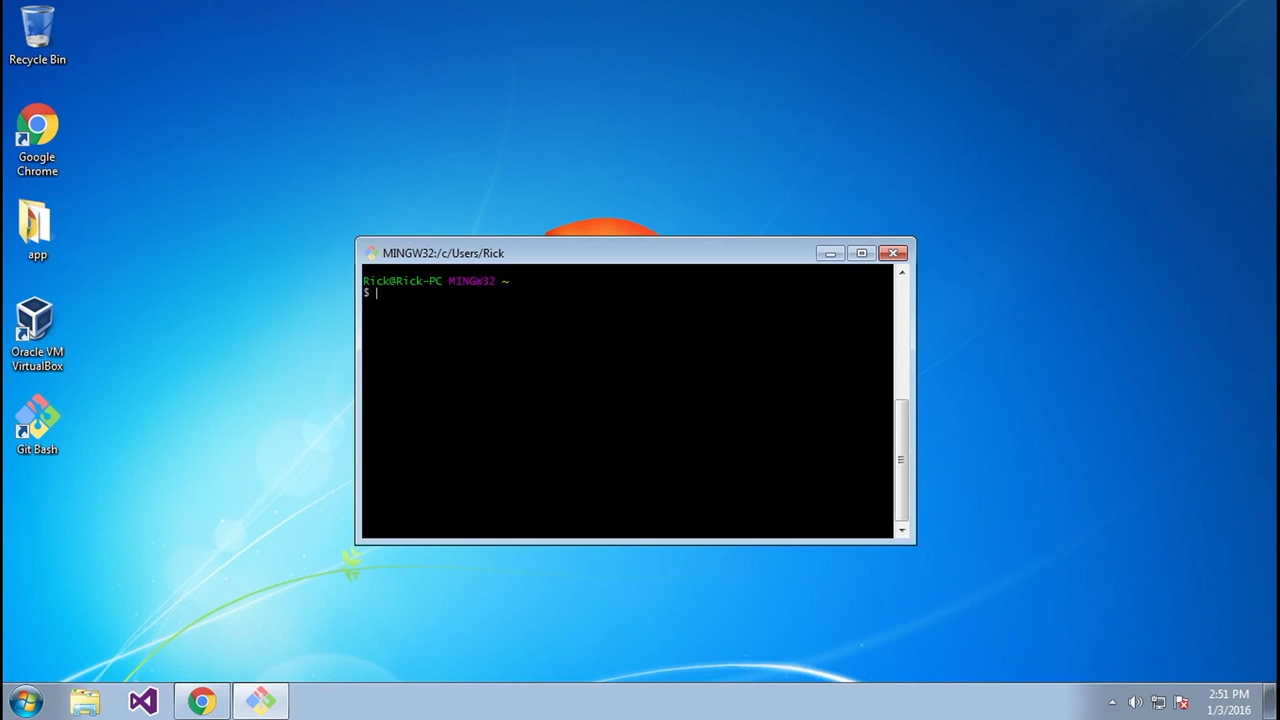 Recycle Bin
Google
Chrome
app
Oracle VM
VirtualBox
Git Bash
MINGW32:/c/Users/Rick
Rick@Rick-PC MINGW32 ~
$
2:51 PM
1/3/2016